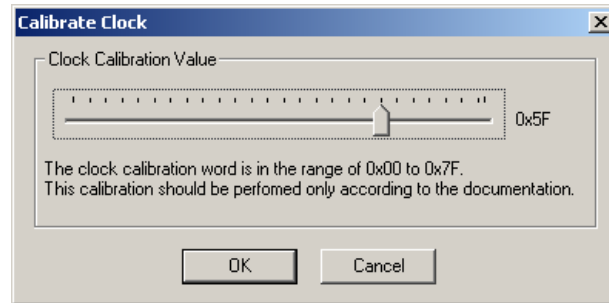 Calibrate Clock
Clock Calibration Value
0x5F
The clock calibration word is in the range of 0x00 to 0x7F.
This calibration should be perfomed only according to the documentation.
OK
Cancel